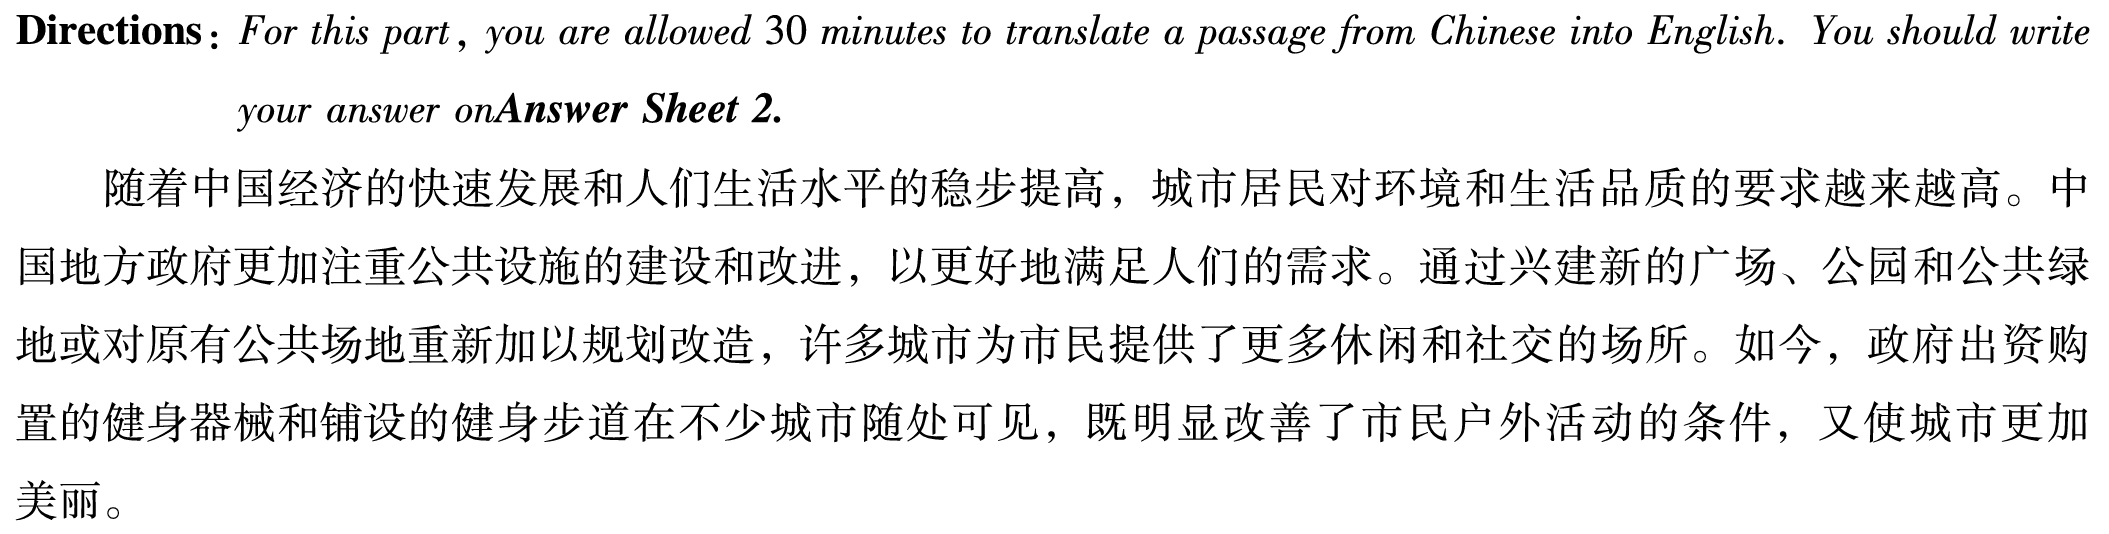 Directions: For this part, you are allowed 30 minutes to translate a passage from Chinese into English. You should write
your answer onAnswer Sheet 2.
随着中国经济的快速发展和人们生活水平的稳步提高，城市居民对环境和生活品质的要求越来越高。中
国地方政府更加注重公共设施的建设和改进，以更好地满足人们的需求。通过兴建新的广场、公园和公共绿
地或对原有公共场地重新加以规划改造，许多城市为市民提供了更多休闲和社交的场所。如今，政府出资购
置的健身器械和铺设的健身步道在不少城市随处可见，既明显改善了市民户外活动的条件，又使城市更加
美丽。